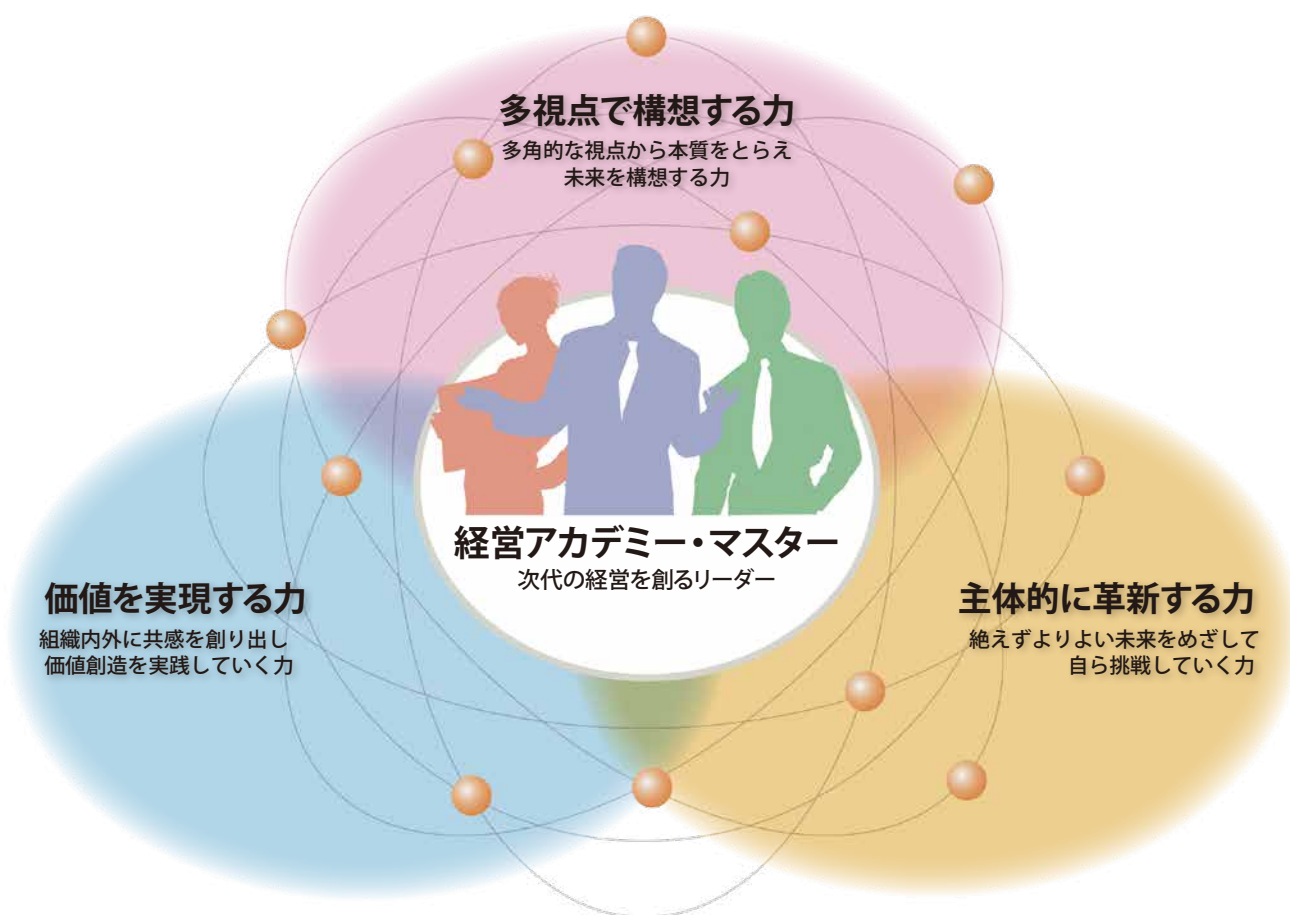 多視点で構想する力
多角的な視点から本質をとらえ
未来を構想する力
経営アカデミー・マスター
次代の経営を創るリーダー
価値を実現する力
組織内外に共感を創り出し
価値創造を実践していく力
主体的に革新する力
絶えずよりよい未来をめざして
自ら挑戦していく力